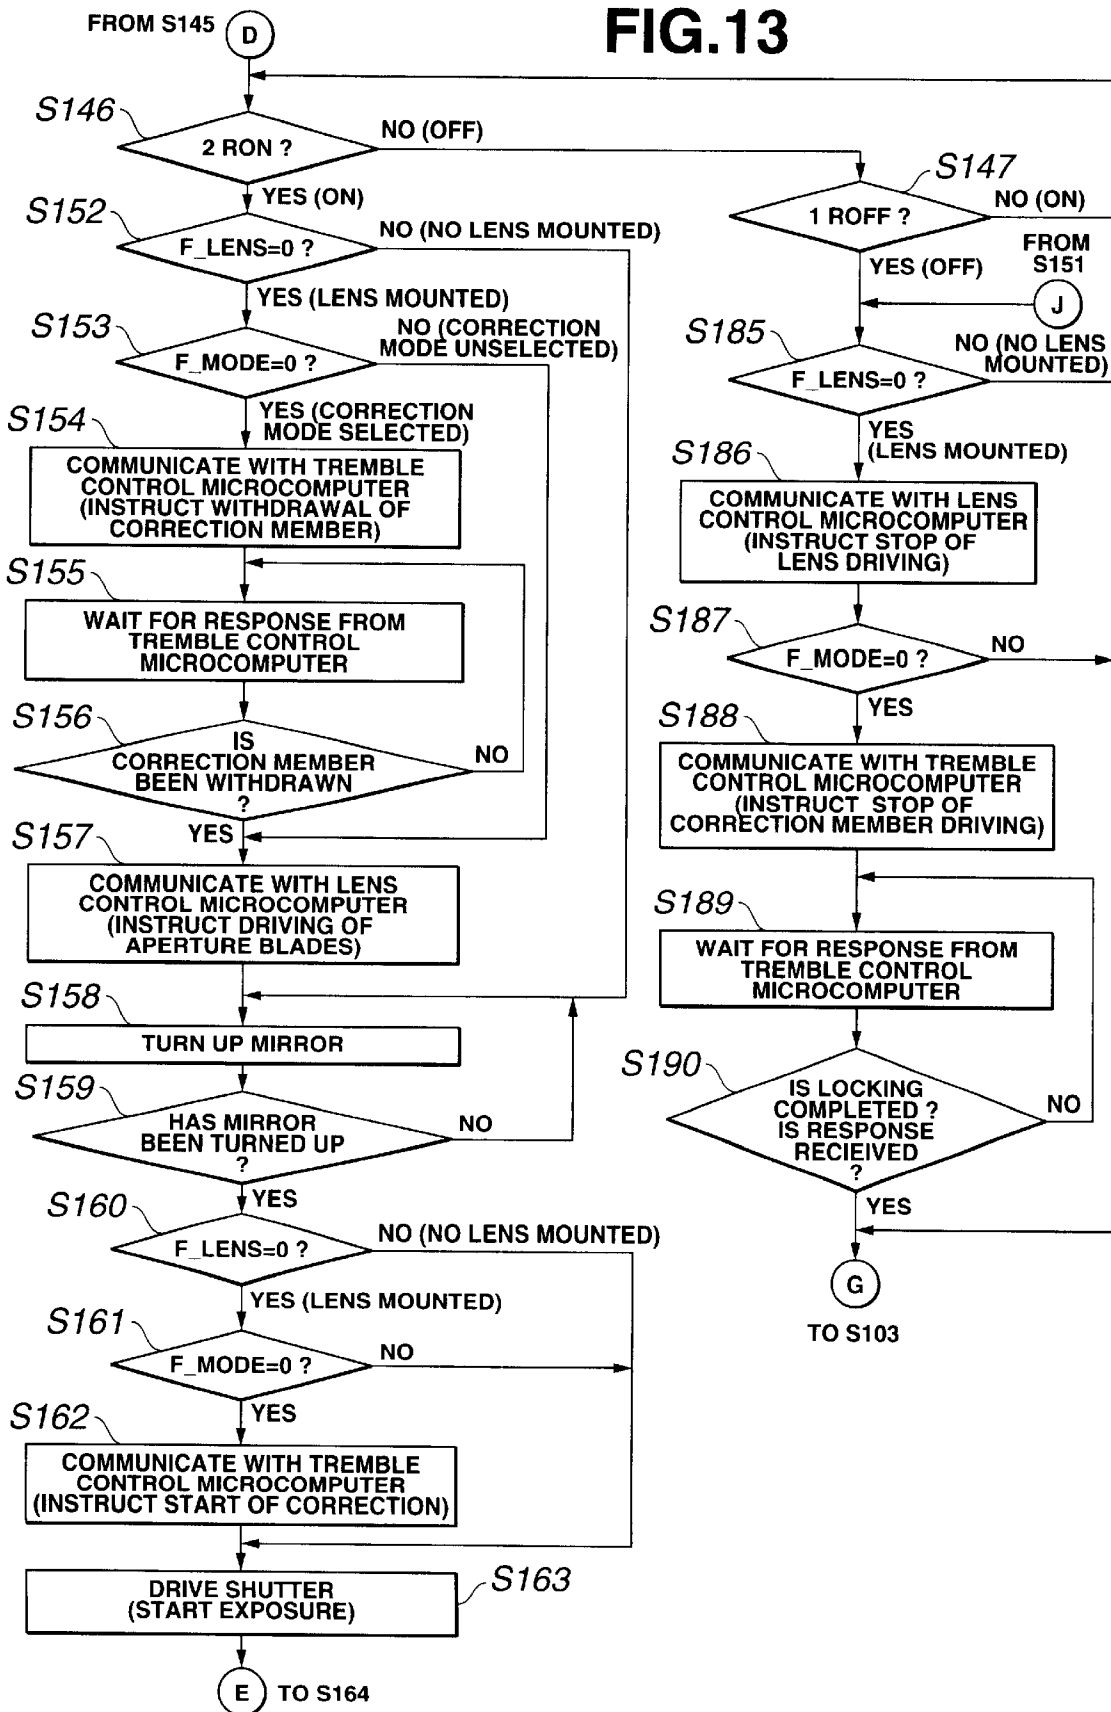 FIG.13
FROM S145
D
S146
2 RON ?
NO (OFF)
YES (ON)
S152
F_LENS=0 ?
NO (NO LENS MOUNTED)
YES (LENS MOUNTED)
S153
F_MODE=0 ?
NO (CORRECTION
MODE UNSELECTED)
YES (CORRECTION
MODE SELECTED)
S154
COMMUNICATE WITH TREMBLE
CONTROL MICROCOMPUTER
(INSTRUCT WITHDRAWAL OF
CORRECTION MEMBER)
S155
WAIT FOR RESPONSE FROM
TREMBLE CONTROL
MICROCOMPUTER
S156
IS
CORRECTION MEMBER
BEEN WITHDRAWN
?
NO
YES
S157
COMMUNICATE WITH LENS
CONTROL MICROCOMPUTER
(INSTRUCT DRIVING OF
APERTURE BLADES)
S158
TURN UP MIRROR
S159
HAS MIRROR
BEEN TURNED UP
?
NO
YES
S160
F_LENS=0 ?
NO (NO LENS MOUNTED)
YES (LENS MOUNTED)
S161
F_MODE=0 ?
NO
YES
S162
COMMUNICATE WITH TREMBLE
CONTROL MICROCOMPUTER
(INSTRUCT START OF CORRECTION)
S163
DRIVE SHUTTER
(START EXPOSURE)
E
TO S164
S147
1 ROFF ?
NO (ON)
YES (OFF)
FROM
S151
J
S185
F_LENS=0 ?
NO (NO LENS
MOUNTED)
YES
(LENS MOUNTED)
S186
COMMUNICATE WITH LENS
CONTROL MICROCOMPUTER
(INSTRUCT STOP OF
LENS DRIVING)
S187
F_MODE=0 ?
NO
YES
S188
COMMUNICATE WITH TREMBLE
CONTROL MICROCOMPUTER
(INSTRUCT STOP OF
CORRECTION MEMBER DRIVING)
S189
WAIT FOR RESPONSE FROM
TREMBLE CONTROL
MICROCOMPUTER
S190
IS LOCKING
COMPLETED ?
IS RESPONSE
RECIEIVED
?
NO
YES
G
TO S103